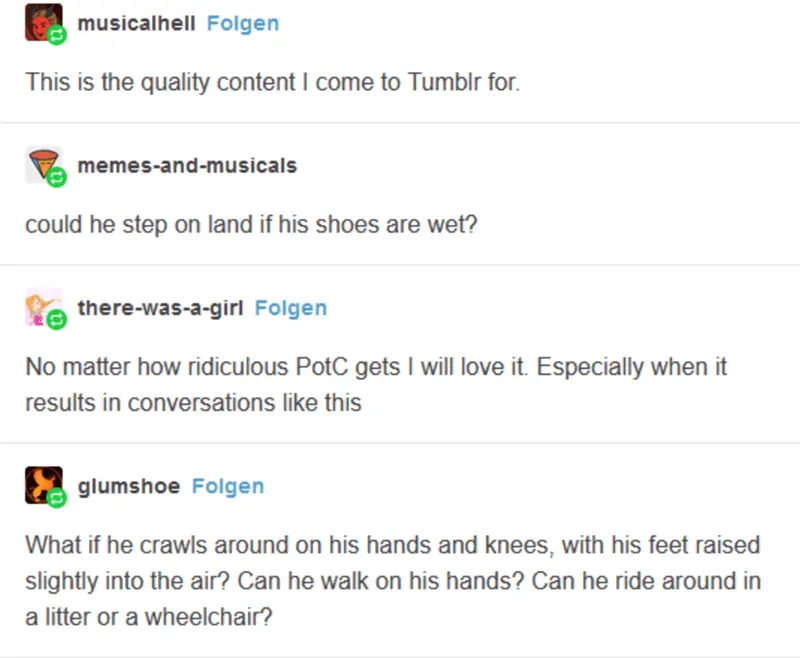 musicalhell Folgen
This is the quality content I come to Tumblr for.
memes-and-musicals
could he step on land if his shoes are wet?
there-was-a-girl Folgen
No matter how ridiculous PotC gets I will love it. Especially when it
results in conversations like this
glumshoe Folgen
What if he crawls around on his hands and knees, with his feet raised
slightly into the air? Can he walk on his hands? Can he ride around in
a litter or a wheelchair?